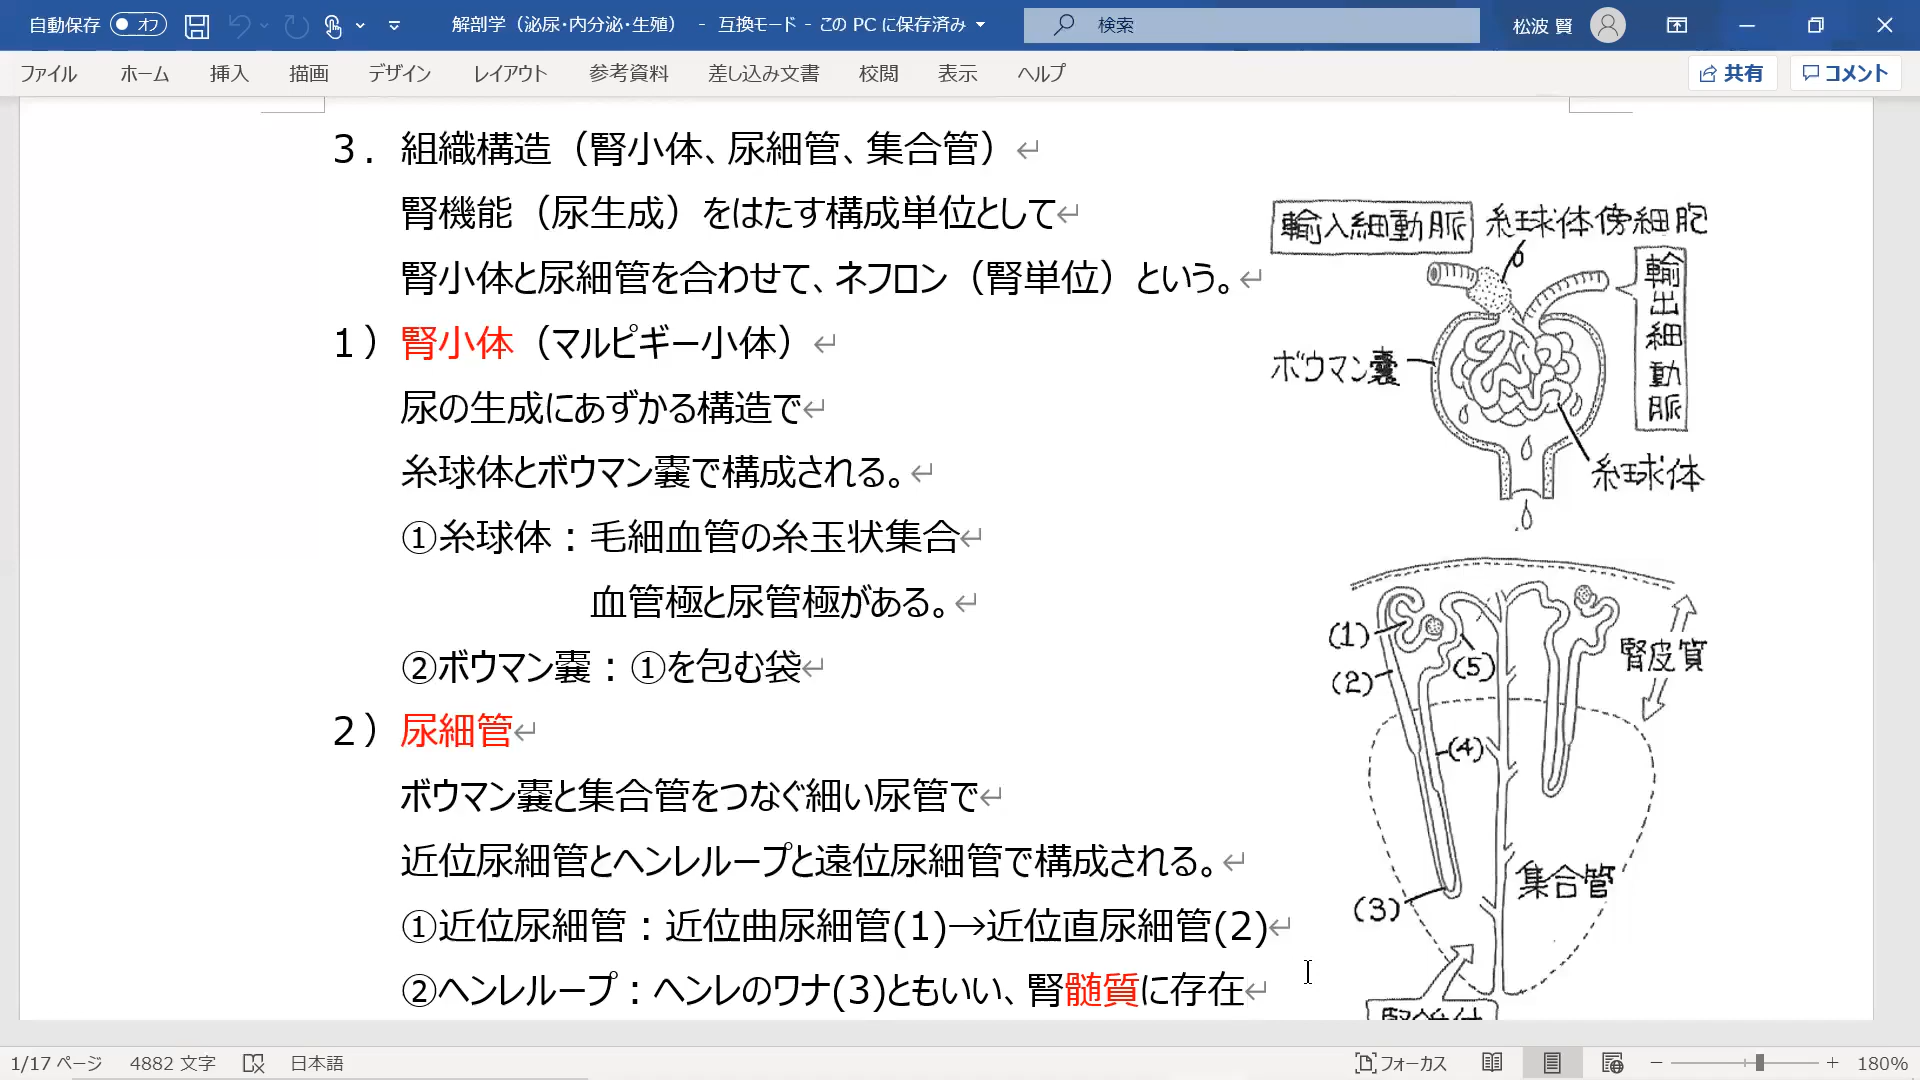 自動保存 オフ 解剖学（泌尿･内分泌･生殖） - 互換モード - この PC に保存済み 検索 松波 賢
ファイル ホーム 挿入 描画 デザイン レイアウト 参考資料 差し込み文書 校閲 表示 ヘルプ 共有 コメント
３．組織構造（腎小体、尿細管、集合管）
腎機能（尿生成）をはたす構成単位として
腎小体と尿細管を合わせて、ネフロン（腎単位）という。
１）腎小体（マルピギー小体）
尿の生成にあずかる構造で
糸球体とボウマン嚢で構成される。
①糸球体：毛細血管の糸玉状集合
血管極と尿管極がある。
②ボウマン嚢：①を包む袋
２）尿細管
ボウマン嚢と集合管をつなぐ細い尿管で
近位尿細管とヘンレループと遠位尿細管で構成される。
①近位尿細管：近位曲尿細管(1)→近位直尿細管(2)
②ヘンレループ：ヘンレのワナ(3)ともいい、腎髄質に存在
輸入細動脈
糸球体傍細胞
輸出細動脈
ボウマン嚢
糸球体
(1)
(2)
(5)
腎皮質
(4)
(3)
集合管
1/17 ページ 4882 文字 日本語 フォーカス 180%